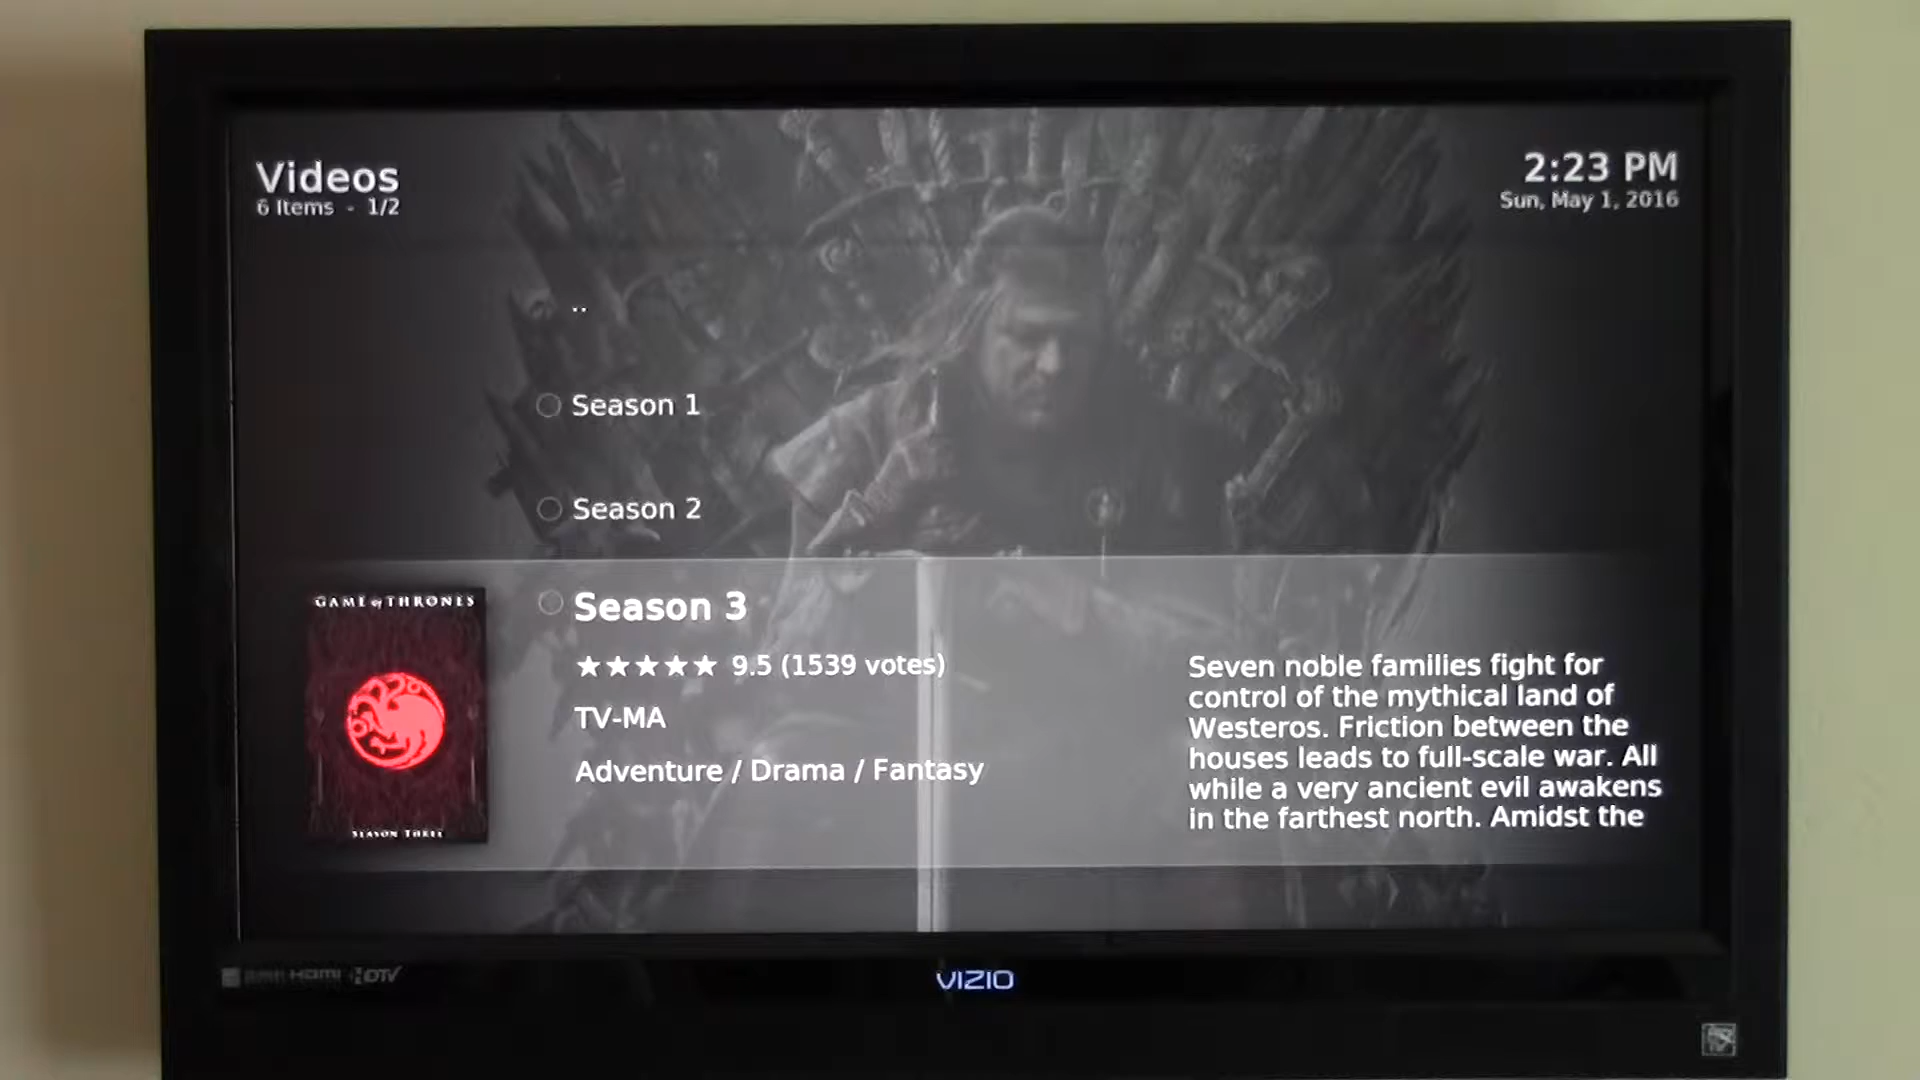 Videos
6 Items - 1/2
2:23 PM
Sun, May 1, 2016
..
Season 1
Season 2
Season 3
★★★★★ 9.5 (1539 votes)
TV-MA
Adventure / Drama / Fantasy
GAME of THRONES
SEASON THREE
Seven noble families fight for
control of the mythical land of
Westeros. Friction between the
houses leads to full-scale war. All
while a very ancient evil awakens
in the farthest north. Amidst the
HDMI HDTV
VIZIO